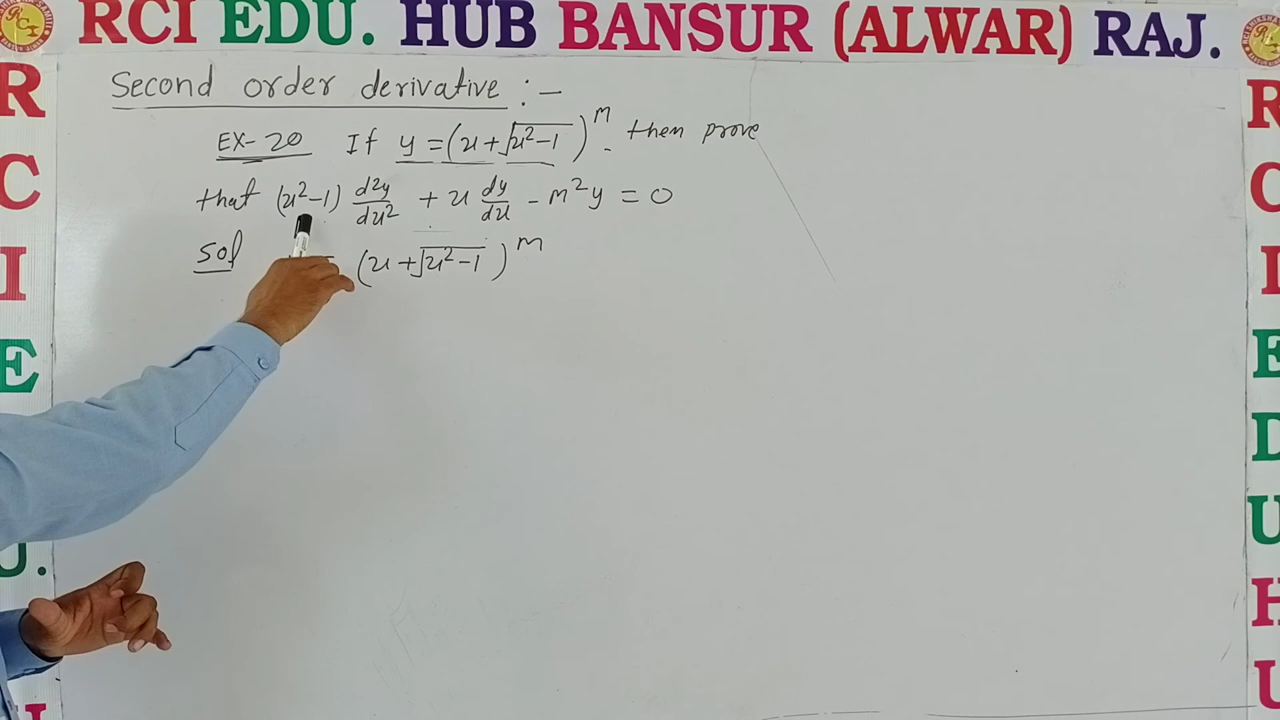 RCI EDU. HUB BANSUR (ALWAR) RAJ.
Second order derivative :-
EX-20 If y = (x+√x²-1)^m. then prove
that (x²-1) d²y/dx² + x dy/dx - m²y = 0
Sol (x+√x²-1)^m
R
C
I
E
U.
R
C
I
E
D
U
H
U